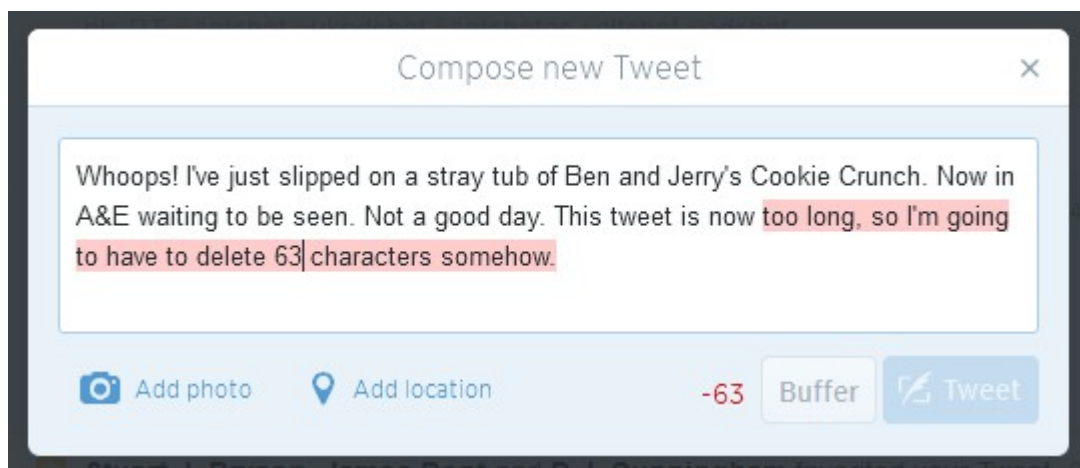 Compose new Tweet
×
Whoops! I've just slipped on a stray tub of Ben and Jerry's Cookie Crunch. Now in
A&E waiting to be seen. Not a good day. This tweet is now too long, so I'm going
to have to delete 63 characters somehow.
Add photo Add location -63 Buffer Tweet